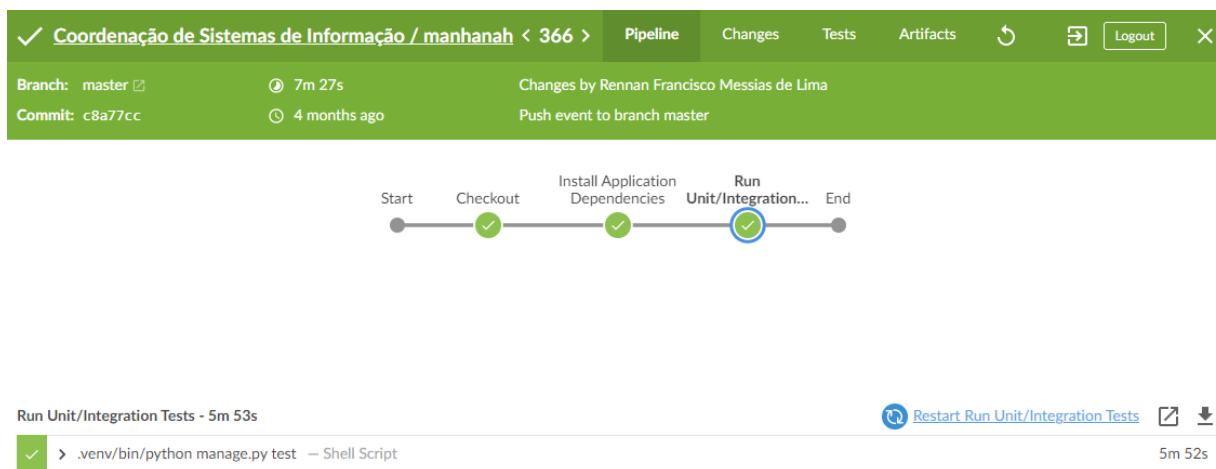 Coordenação de Sistemas de Informação / manhanah < 366 > Pipeline Changes Tests Artifacts Logout
Branch: master 7m 27s Changes by Rennan Francisco Messias de Lima
Commit: c8a77cc 4 months ago Push event to branch master
Start Checkout Install Application Dependencies Run Unit/Integration... End
Run Unit/Integration Tests - 5m 53s Restart Run Unit/Integration Tests
.venv/bin/python manage.py test — Shell Script 5m 52s